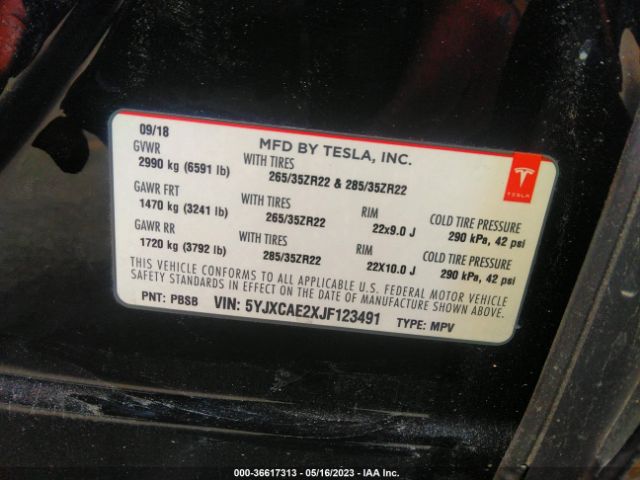 09/18
MFD BY TESLA, INC.
GVWR
2990 kg (6591 lb)
WITH TIRES
265/35ZR22 & 285/35ZR22
TESLA
GAWR FRT
1470 kg (3241 lb)
WITH TIRES
265/35ZR22
RIM
22x9.0 J
COLD TIRE PRESSURE
290 kPa, 42 psi
GAWR RR
1720 kg (3792 lb)
WITH TIRES
285/35ZR22
RIM
22X10.0 J
COLD TIRE PRESSURE
290 kPa, 42 psi
THIS VEHICLE CONFORMS TO ALL APPLICABLE U.S. FEDERAL MOTOR VEHICLE
SAFETY STANDARDS IN EFFECT ON THE DATE OF MANUFACTURE SHOWN ABOVE.
PNT: PBSB VIN: 5YJXCAE2XJF123491 TYPE: MPV
000-36617313 - 05/16/2023 - IAA Inc.